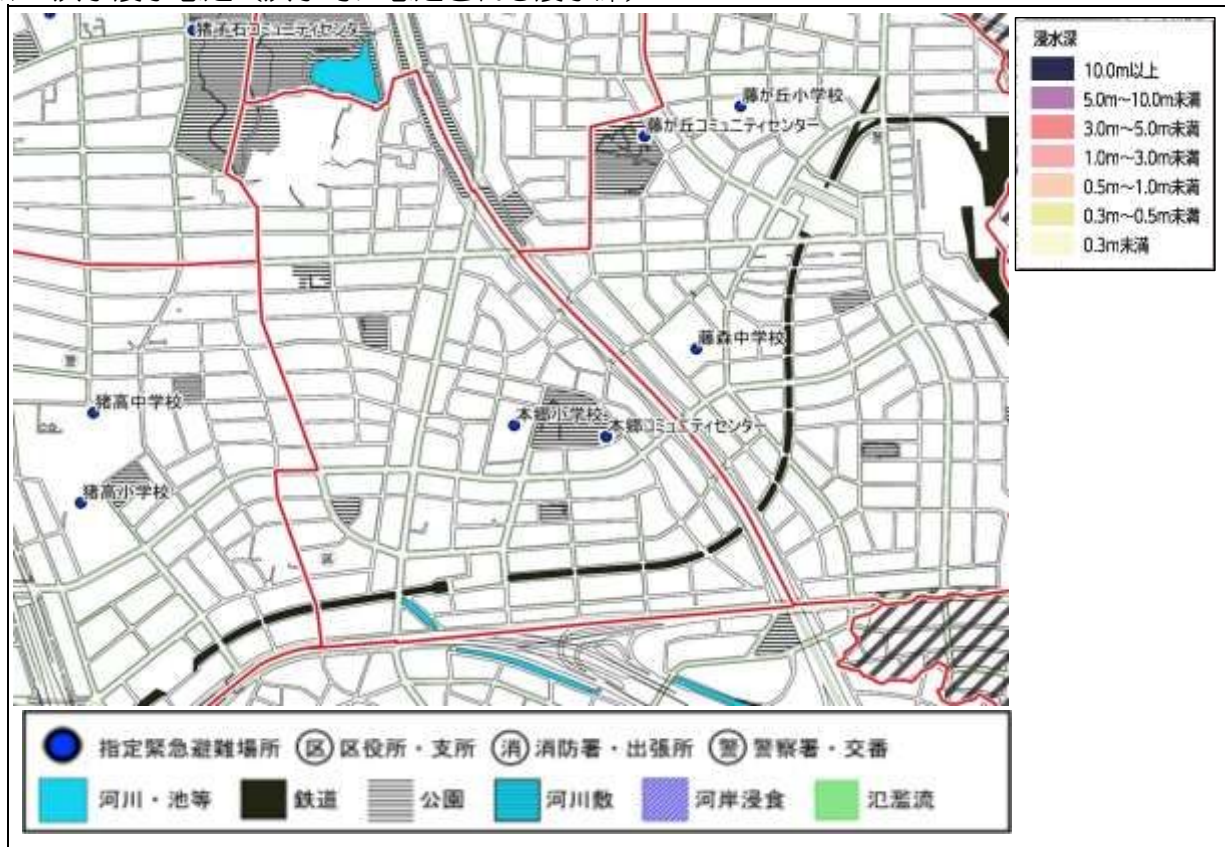 猪子石コミュニティセンター
藤が丘小学校
藤が丘コミュニティセンター
藤森中学校
猪高中学校
本郷小学校
本郷コミュニティセンター
猪高小学校
警
警
区
浸水深
10.0m以上
5.0m～10.0m未満
3.0m～5.0m未満
1.0m～3.0m未満
0.5m～1.0m未満
0.3m～0.5m未満
0.3m未満
指定緊急避難場所 区 区役所・支所 消 消防署・出張所 警 警察署・交番
河川・池等 鉄道 公園 河川敷 河岸浸食 氾濫流